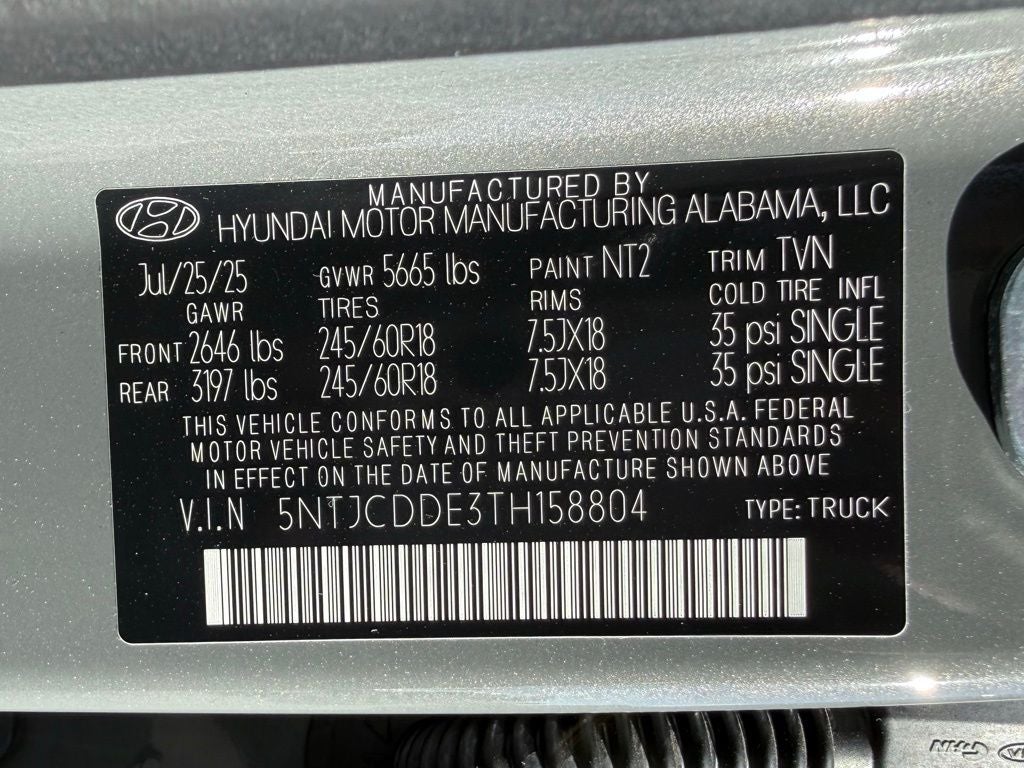 MANUFACTURED BY
HYUNDAI MOTOR MANUFACTURING ALABAMA, LLC
Jul/25/25 GVWR 5665 lbs PAINT NT2 TRIM TVN
GAWR TIRES RIMS COLD TIRE INFL
FRONT 2646 lbs 245/60R18 7.5JX18 35 psi SINGLE
REAR 3197 lbs 245/60R18 7.5JX18 35 psi SINGLE
THIS VEHICLE CONFORMS TO ALL APPLICABLE U.S.A. FEDERAL
MOTOR VEHICLE SAFETY AND THEFT PREVENTION STANDARDS
IN EFFECT ON THE DATE OF MANUFACTURE SHOWN ABOVE
V.I.N 5NTJCDDE3TH158804 TYPE: TRUCK